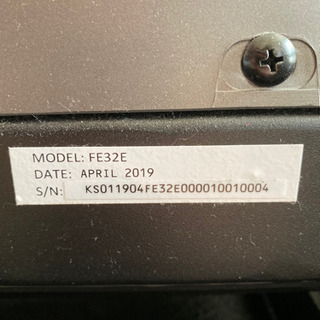 MODEL: FE32E
DATE: APRIL 2019
S/N: KS011904FE32E000010010004